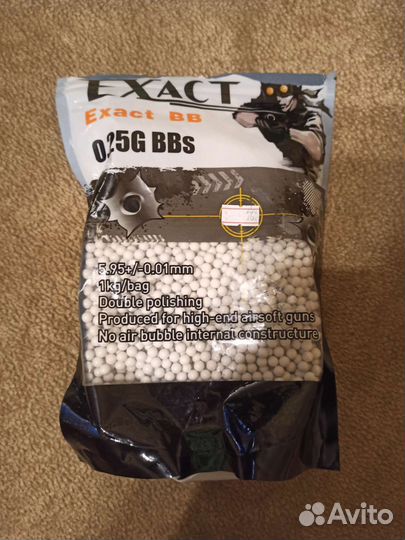 EXACT
Exact BB
0.25G BBs
5.95+/-0.01mm
1kg/bag
Double polishing
Produced for high-end airsoft guns
No air bubble internal constructure
Avito